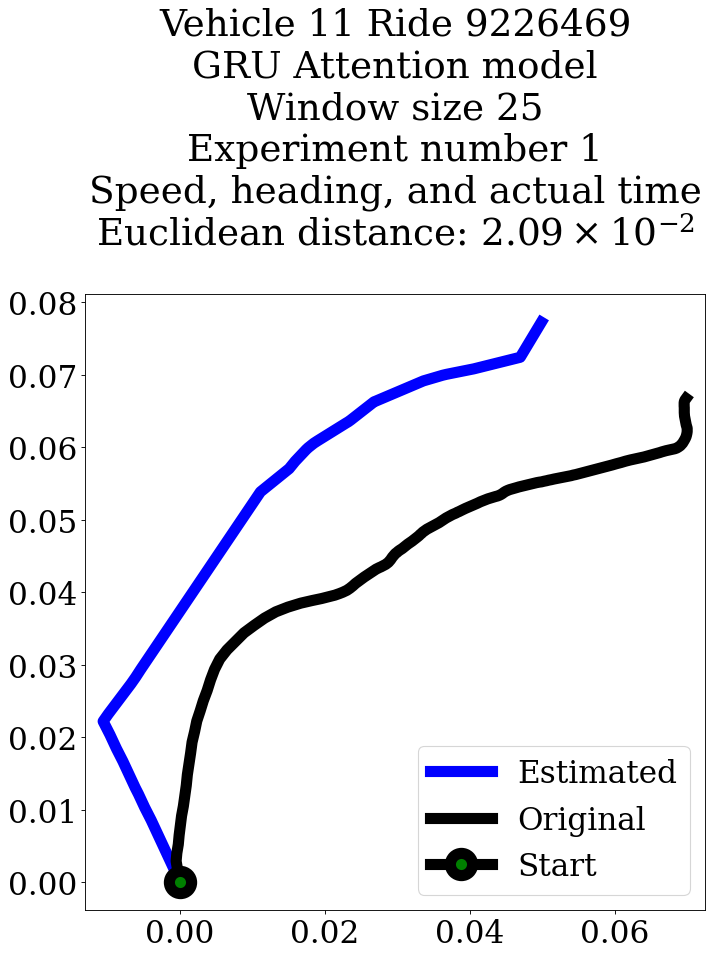 Vehicle 11 Ride 9226469
GRU Attention model
Window size 25
Experiment number 1
Speed, heading, and actual time
Euclidean distance: 2.09 × 10⁻²
0.08
0.07
0.06
0.05
0.04
0.03
0.02
0.01
0.00
Estimated
Original
Start
0.00 0.02 0.04 0.06